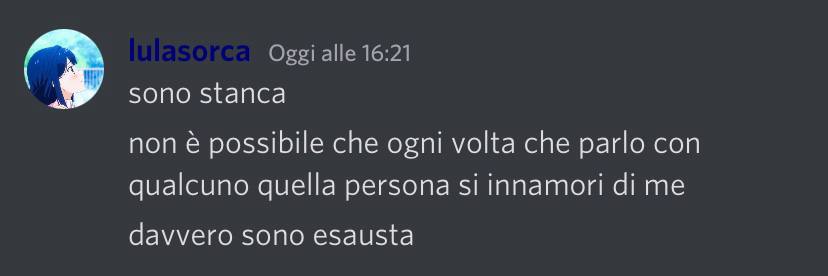 lulasorca Oggi alle 16:21
sono stanca
non è possibile che ogni volta che parlo con
qualcuno quella persona si innamori di me
davvero sono esausta